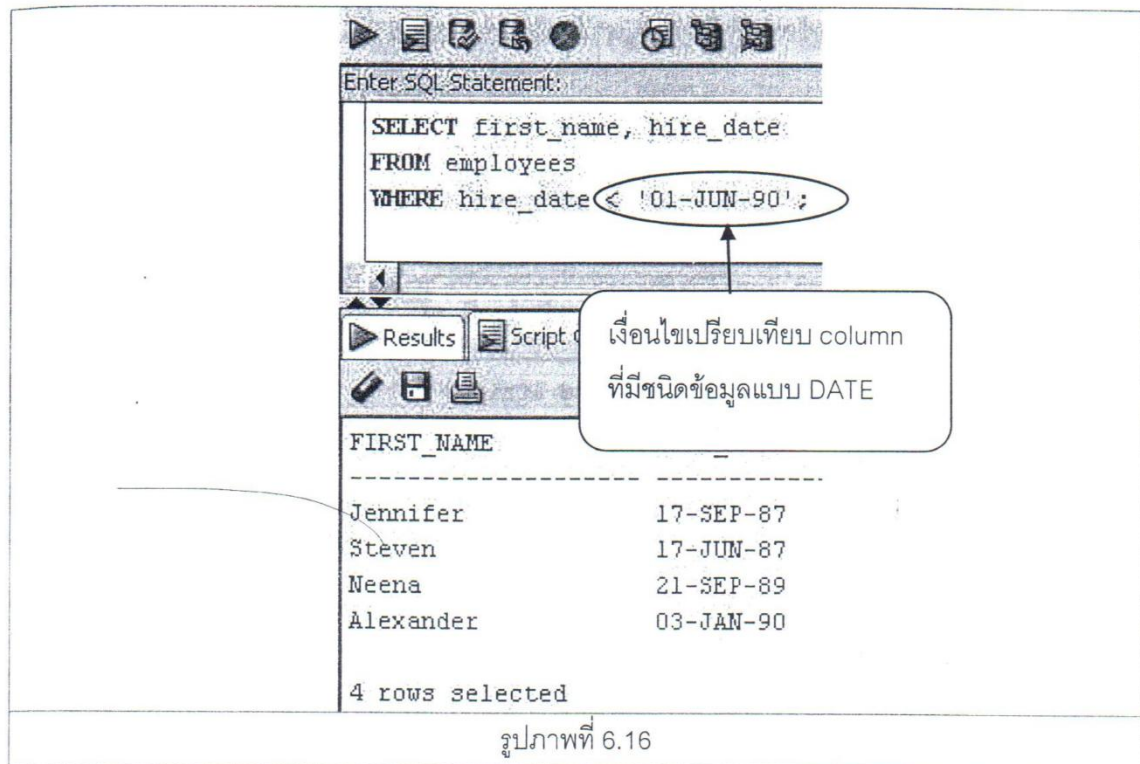 Enter SQL Statement:
SELECT first_name, hire_date
FROM employees
WHERE hire_date < '01-JUN-90';
เงื่อนไขเปรียบเทียบ column
ที่มีชนิดข้อมูลแบบ DATE
Results Script
FIRST_NAME
Jennifer 17-SEP-87
Steven 17-JUN-87
Neena 21-SEP-89
Alexander 03-JAN-90
4 rows selected
รูปภาพที่ 6.16